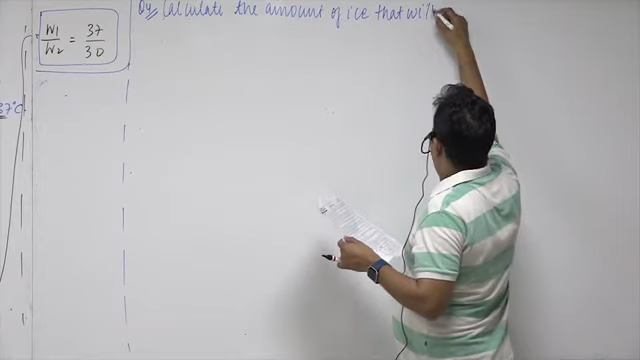 Q4 Calculate the amount of ice that will
W1/W2 = 37/30
37°C